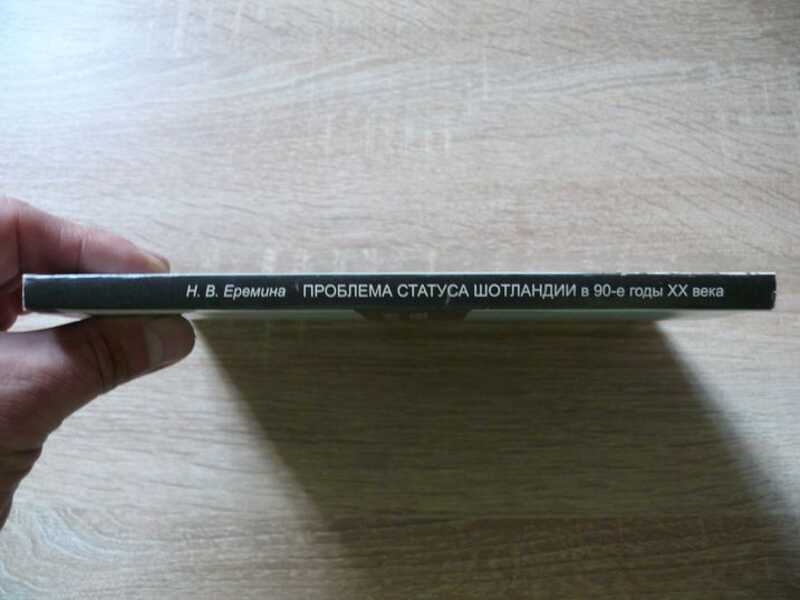 Н. В. Еремина ПРОБЛЕМА СТАТУСА ШОТЛАНДИИ в 90-е годы XX века